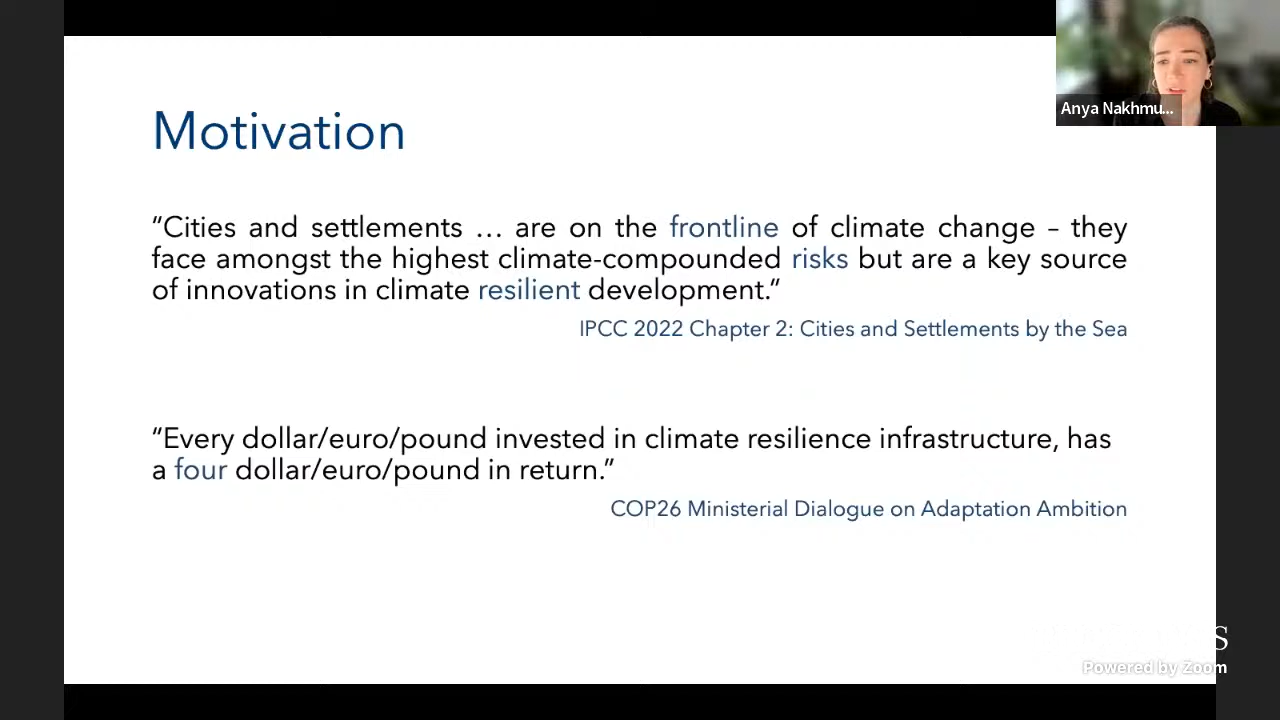 Motivation
“Cities and settlements … are on the frontline of climate change – they
face amongst the highest climate-compounded risks but are a key source
of innovations in climate resilient development.”
IPCC 2022 Chapter 2: Cities and Settlements by the Sea
“Every dollar/euro/pound invested in climate resilience infrastructure, has
a four dollar/euro/pound in return.”
COP26 Ministerial Dialogue on Adaptation Ambition
Anya Nakhmu...
S
Powered by Zoom